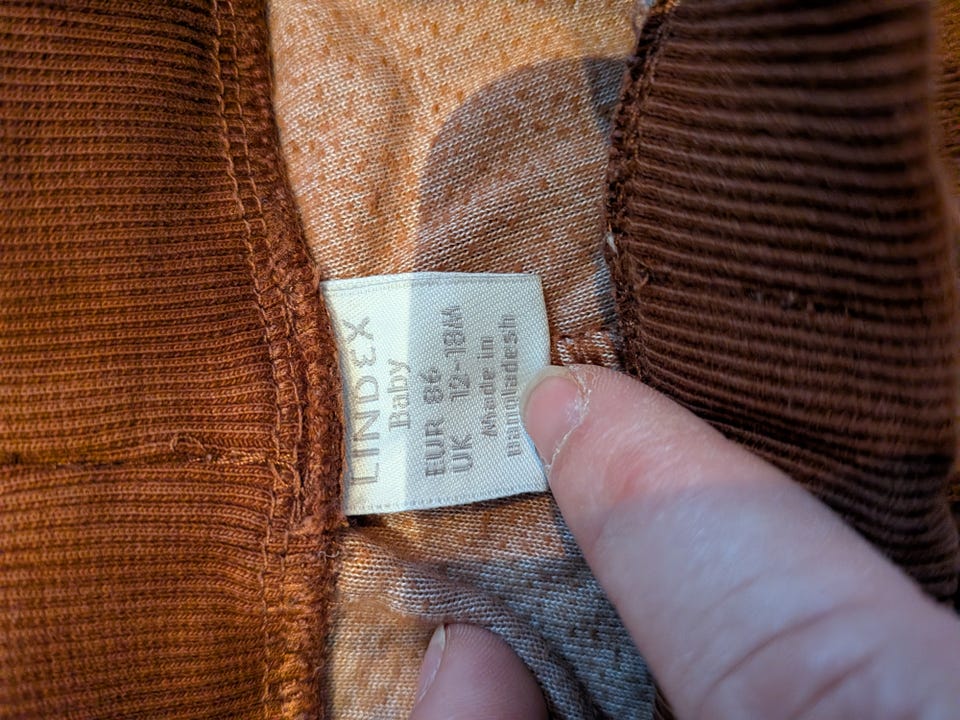 LINDEX
Baby
EUR 86
UK 12-18M
Made in
Bangladesh